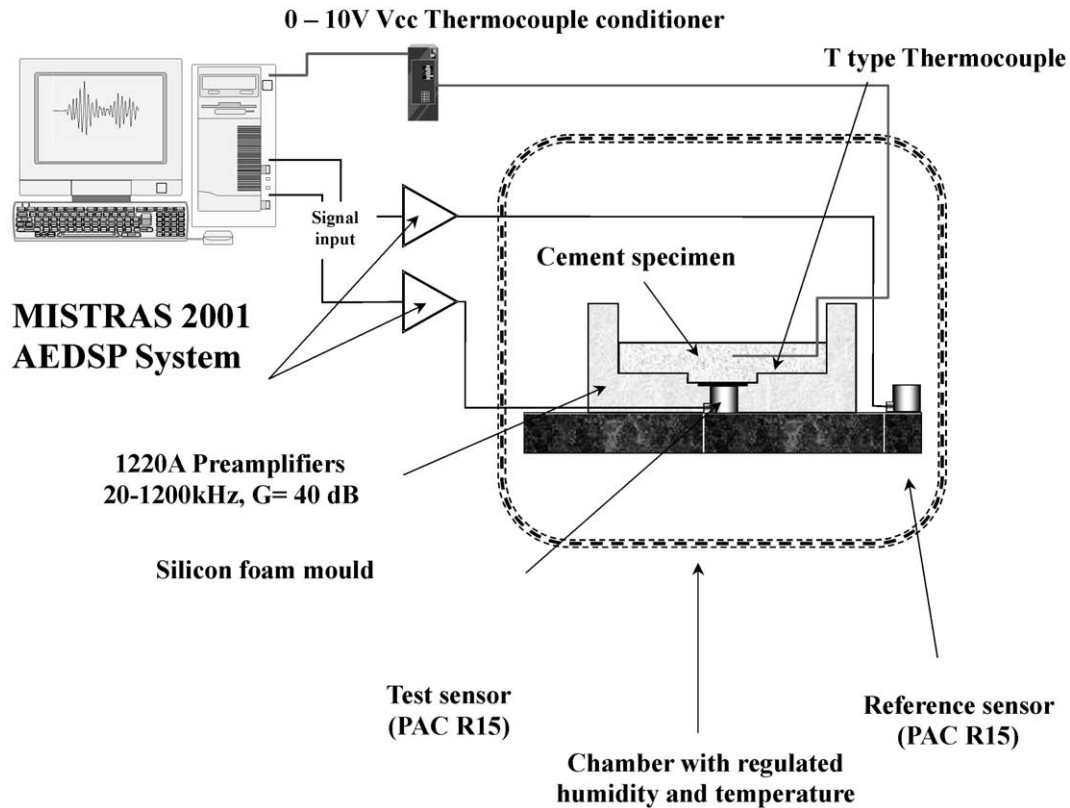 0 – 10V Vcc Thermocouple conditioner
T type Thermocouple
Signal
input
Cement specimen
MISTRAS 2001
AEDSP System
1220A Preamplifiers
20-1200kHz, G= 40 dB
Silicon foam mould
Test sensor
(PAC R15)
Reference sensor
(PAC R15)
Chamber with regulated
humidity and temperature